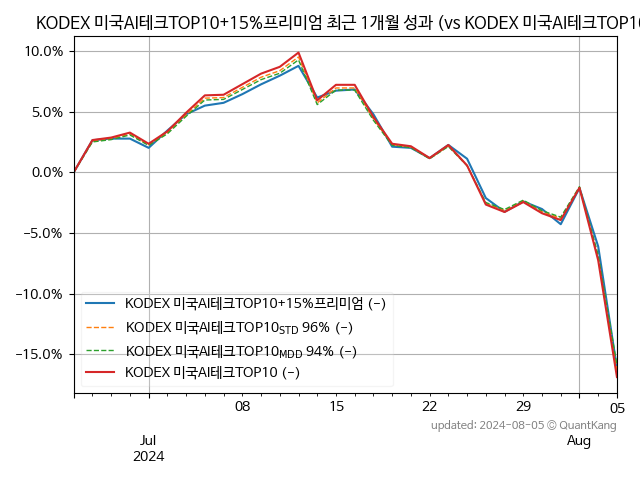 KODEX 미국AI테크TOP10+15%프리미엄 최근 1개월 성과 (vs KODEX 미국AI테크TOP10
10.0%
5.0%
0.0%
−5.0%
−10.0%
−15.0%
KODEX 미국AI테크TOP10+15%프리미엄 (−)
KODEX 미국AI테크TOP10STD 96% (−)
KODEX 미국AI테크TOP10MDD 94% (−)
KODEX 미국AI테크TOP10 (−)
08 15 22 29 05
updated: 2024-08-05 © QuantKang
Jul Aug
2024